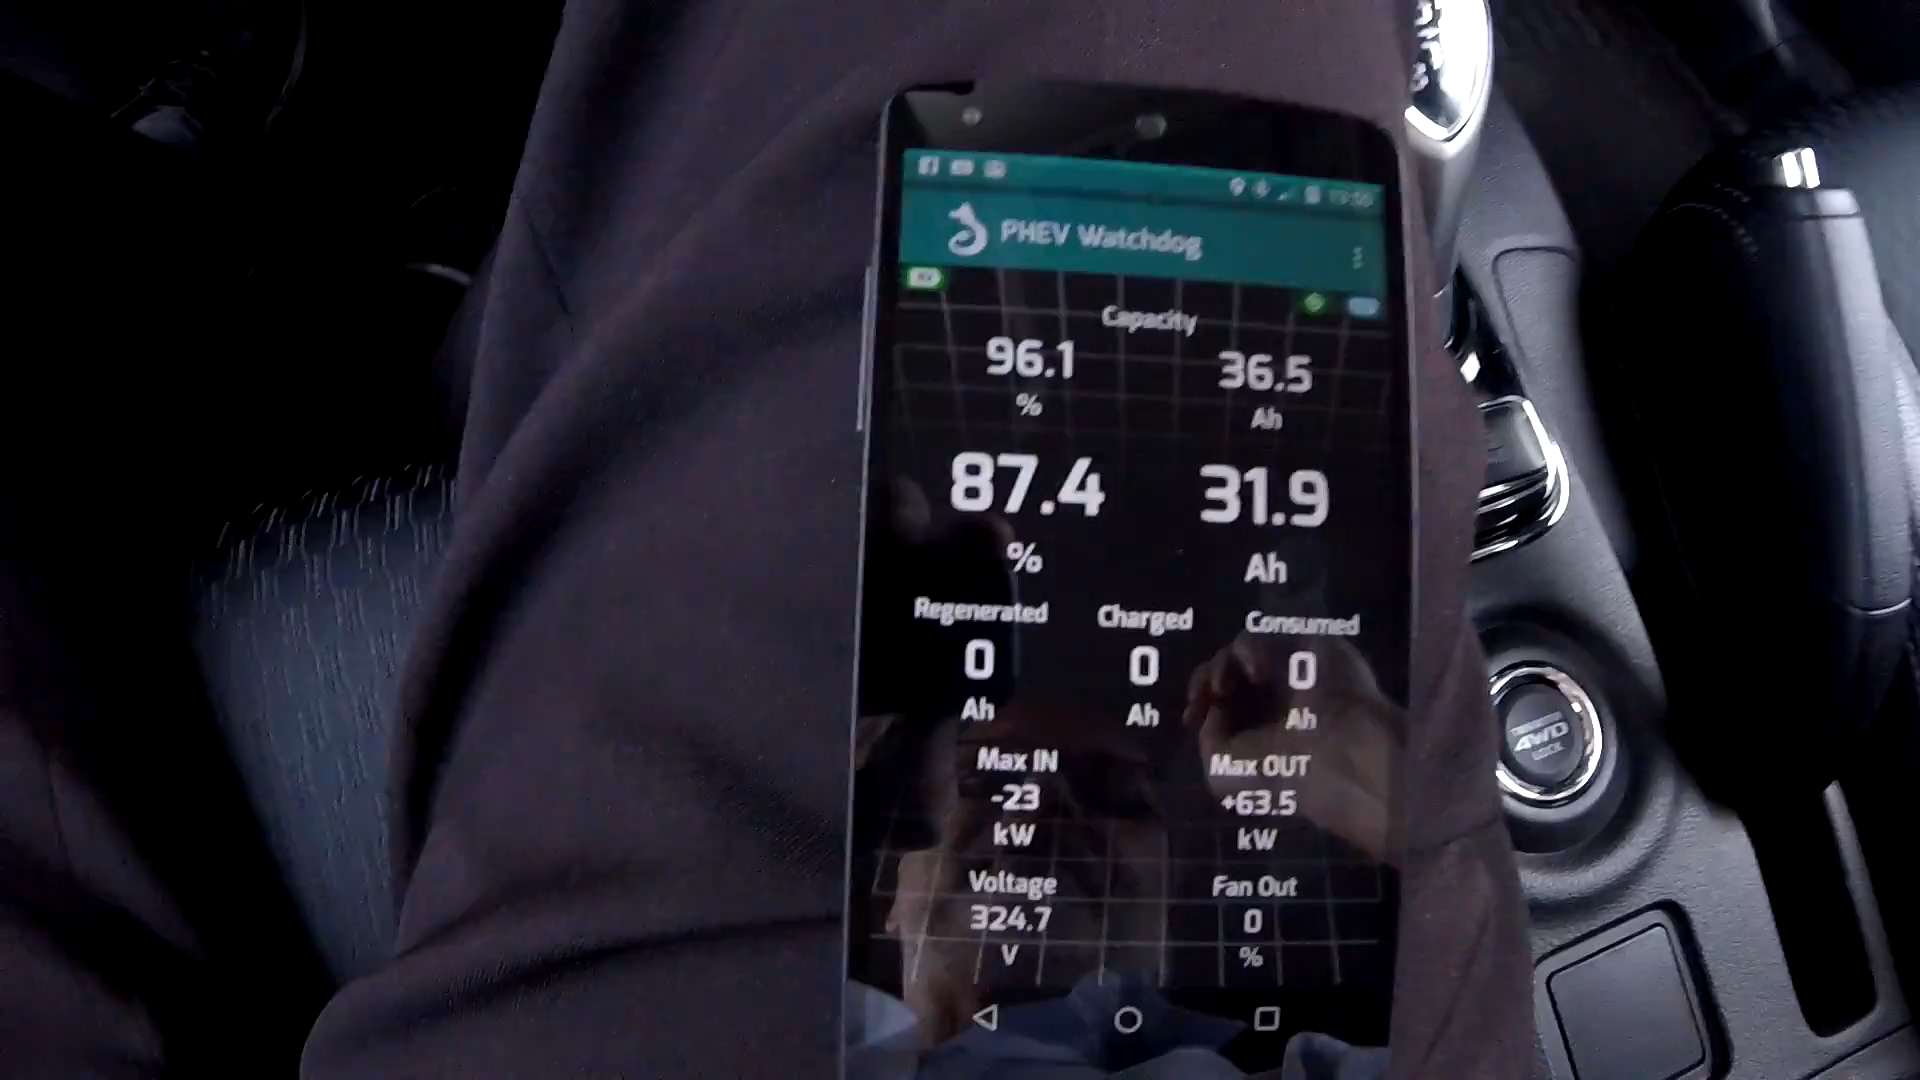 PHEV Watchdog
Capacity
96.1 36.5
% Ah
87.4 31.9
% Ah
Regenerated Charged Consumed
0 0 0
Ah Ah Ah
Max IN Max OUT
-23 +63.5
kW kW
Voltage Fan Out
324.7 0
V %
4WD
LOCK